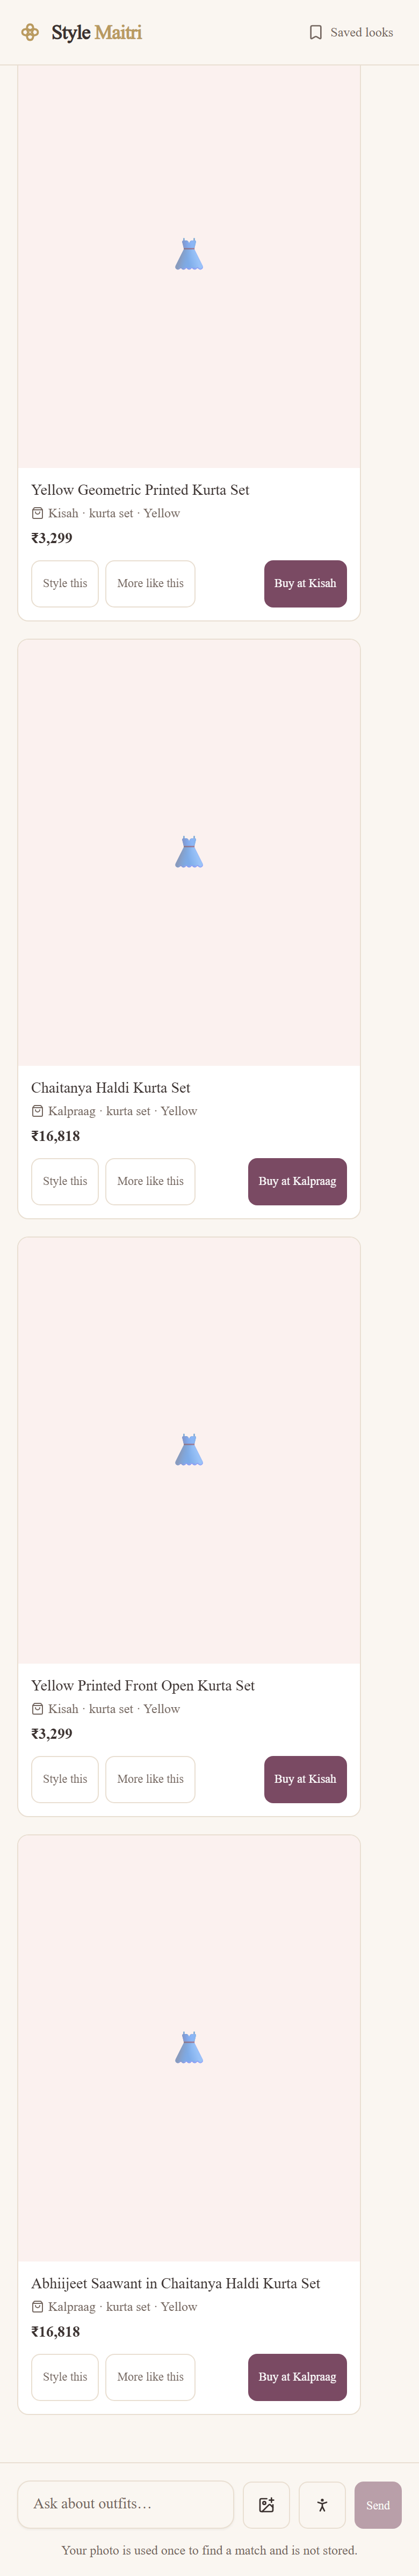 Style Maitri
Saved looks
Yellow Geometric Printed Kurta Set
Kisah · kurta set · Yellow
₹3,299
Style this
More like this
Buy at Kisah
Chaitanya Haldi Kurta Set
Kalpraag · kurta set · Yellow
₹16,818
Style this
More like this
Buy at Kalpraag
Yellow Printed Front Open Kurta Set
Kisah · kurta set · Yellow
₹3,299
Style this
More like this
Buy at Kisah
Abhiijeet Saawant in Chaitanya Haldi Kurta Set
Kalpraag · kurta set · Yellow
₹16,818
Style this
More like this
Buy at Kalpraag
Ask about outfits…
Send
Your photo is used once to find a match and is not stored.